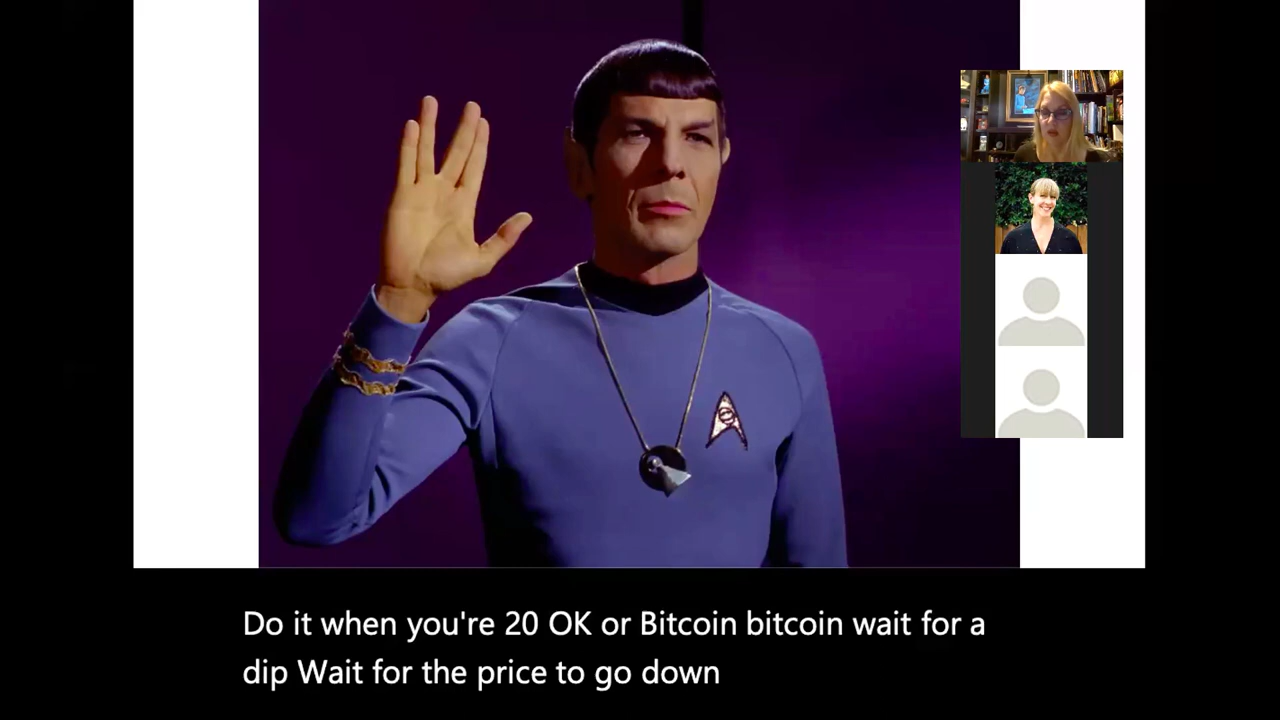 Do it when you're 20 OK or Bitcoin bitcoin wait for a
dip Wait for the price to go down